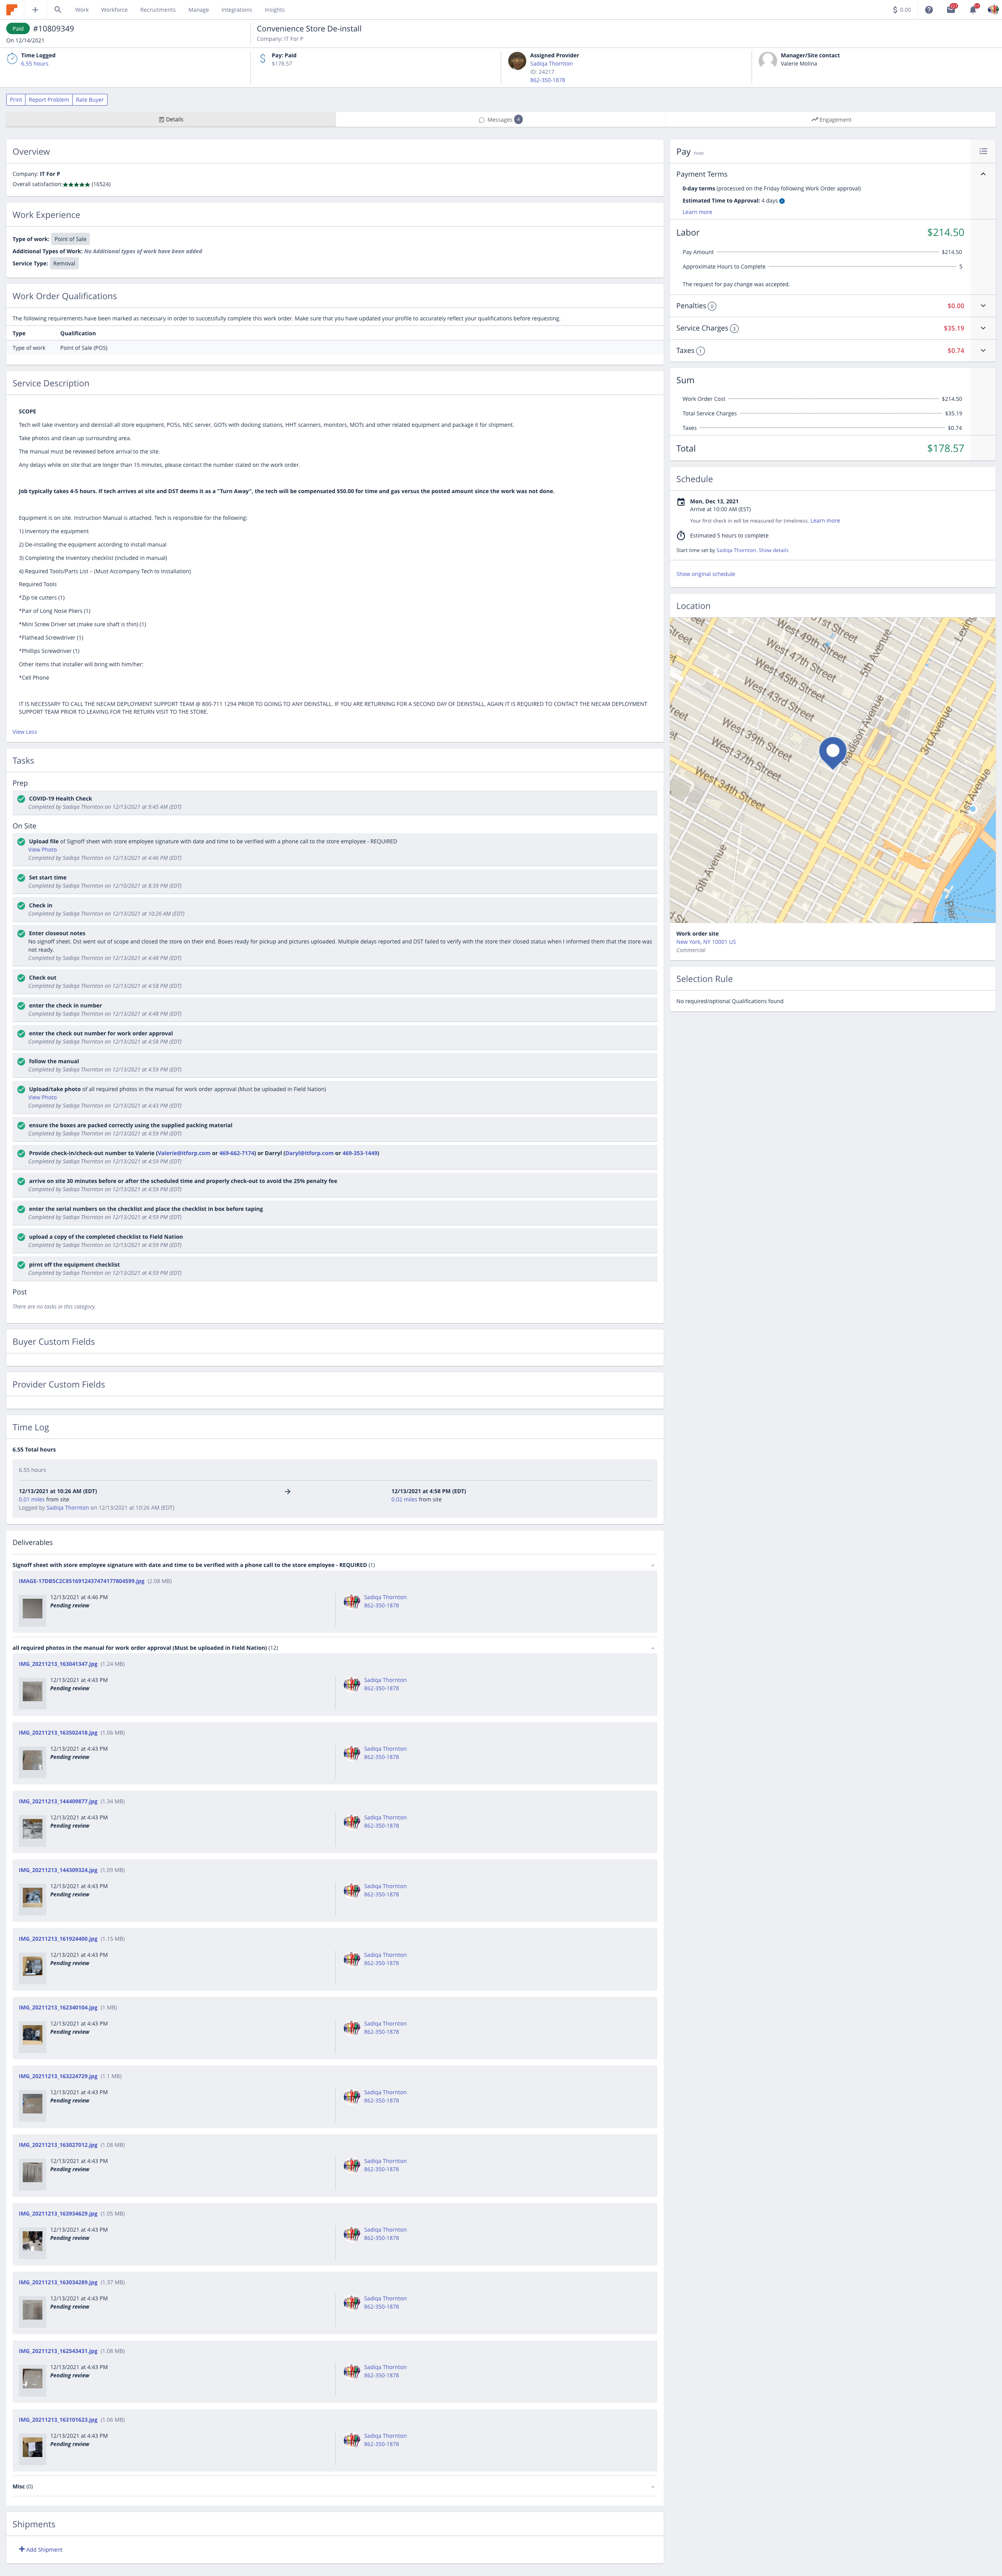 Work
Workforce
Recruitments
Manage
Integrations
Insights
$ 0.00
Paid #10809349
On 12/14/2021
Convenience Store De-install
Company: IT For P
Time Logged
6.55 hours
Pay: Paid
$178.57
Assigned Provider
Sadiqa Thornton
ID: 24217
862-350-1878
Manager/Site contact
Valerie Molina
Print
Report Problem
Rate Buyer
Details
Messages
Engagement
Overview
Company: IT For P
Overall satisfaction: (16524)
Work Experience
Type of work: Point of Sale
Additional Types of Work: No Additional types of work have been added
Service Type: Removal
Work Order Qualifications
The following requirements have been marked as necessary in order to successfully complete this work order. Make sure that you have updated your profile to accurately reflect your qualifications before requesting.
Type Qualification
Type of work Point of Sale (POS)
Service Description
SCOPE
Tech will take inventory and deinstall all store equipment, POSs, NEC server, GOTs with docking stations, HHT scanners, monitors, MOTs and other related equipment and package it for shipment.
Take photos and clean up surrounding area.
The manual must be reviewed before arrival to the site.
Any delays while on site that are longer than 15 minutes, please contact the number stated on the work order.
Job typically takes 4-5 hours. If tech arrives at site and DST deems it as a "Turn Away", the tech will be compensated $50.00 for time and gas versus the posted amount since the work was not done.
Equipment is on site. Instruction Manual is attached. Tech is responsible for the following:
1) Inventory the equipment
2) De-installing the equipment according to install manual
3) Completing the Inventory checklist (included in manual)
4) Required Tools/Parts List – (Must Accompany Tech to Installation)
Required Tools
*Zip tie cutters (1)
*Pair of Long Nose Pliers (1)
*Mini Screw Driver set (make sure shaft is thin) (1)
*Flathead Screwdriver (1)
*Phillips Screwdriver (1)
Other items that installer will bring with him/her:
*Cell Phone
IT IS NECESSARY TO CALL THE NECAM DEPLOYMENT SUPPORT TEAM @ 800-711 1294 PRIOR TO GOING TO ANY DEINSTALL. IF YOU ARE RETURNING FOR A SECOND DAY OF DEINSTALL, AGAIN IT IS REQUIRED TO CONTACT THE NECAM DEPLOYMENT
SUPPORT TEAM PRIOR TO LEAVING FOR THE RETURN VISIT TO THE STORE.
View Less
Tasks
Prep
COVID-19 Health Check
Completed by Sadiqa Thornton on 12/13/2021 at 9:45 AM (EDT)
On Site
Upload file of Signoff sheet with store employee signature with date and time to be verified with a phone call to the store employee - REQUIRED
View Photo
Completed by Sadiqa Thornton on 12/13/2021 at 4:46 PM (EDT)
Set start time
Completed by Sadiqa Thornton on 12/10/2021 at 8:39 PM (EDT)
Check in
Completed by Sadiqa Thornton on 12/13/2021 at 10:26 AM (EDT)
Enter closeout notes
No signoff sheet. Dst went out of scope and closed the store on their end. Boxes ready for pickup and pictures uploaded. Multiple delays reported and DST failed to verify with the store their closed status when I informed them that the store was
not ready.
Completed by Sadiqa Thornton on 12/13/2021 at 4:48 PM (EDT)
Check out
Completed by Sadiqa Thornton on 12/13/2021 at 4:58 PM (EDT)
enter the check in number
Completed by Sadiqa Thornton on 12/13/2021 at 4:48 PM (EDT)
enter the check out number for work order approval
Completed by Sadiqa Thornton on 12/13/2021 at 4:58 PM (EDT)
follow the manual
Completed by Sadiqa Thornton on 12/13/2021 at 4:59 PM (EDT)
Upload/take photo of all required photos in the manual for work order approval (Must be uploaded in Field Nation)
View Photo
Completed by Sadiqa Thornton on 12/13/2021 at 4:43 PM (EDT)
ensure the boxes are packed correctly using the supplied packing material
Completed by Sadiqa Thornton on 12/13/2021 at 4:59 PM (EDT)
Provide check-in/check-out number to Valerie (Valerie@itforp.com or 469-662-7174) or Darryl (Daryl@itforp.com or 469-353-1449)
Completed by Sadiqa Thornton on 12/13/2021 at 4:59 PM (EDT)
arrive on site 30 minutes before or after the scheduled time and properly check-out to avoid the 25% penalty fee
Completed by Sadiqa Thornton on 12/13/2021 at 4:59 PM (EDT)
enter the serial numbers on the checklist and place the checklist in box before taping
Completed by Sadiqa Thornton on 12/13/2021 at 4:59 PM (EDT)
upload a copy of the completed checklist to Field Nation
Completed by Sadiqa Thornton on 12/13/2021 at 4:59 PM (EDT)
pirnt off the equipment checklist
Completed by Sadiqa Thornton on 12/13/2021 at 4:59 PM (EDT)
Post
There are no tasks in this category.
Buyer Custom Fields
Provider Custom Fields
Time Log
6.55 Total hours
6.55 hours
12/13/2021 at 10:26 AM (EDT)
0.01 miles from site
Logged by Sadiqa Thornton on 12/13/2021 at 10:26 AM (EDT)
12/13/2021 at 4:58 PM (EDT)
0.02 miles from site
Deliverables
Signoff sheet with store employee signature with date and time to be verified with a phone call to the store employee - REQUIRED (1)
IMAGE-17DB5C2C8516912437474177804599.jpg (2.08 MB)
12/13/2021 at 4:46 PM
Pending review
Sadiqa Thornton
862-350-1878
all required photos in the manual for work order approval (Must be uploaded in Field Nation) (12)
IMG_20211213_163041347.jpg (1.24 MB)
12/13/2021 at 4:43 PM
Pending review
Sadiqa Thornton
862-350-1878
IMG_20211213_163502418.jpg (1.06 MB)
12/13/2021 at 4:43 PM
Pending review
Sadiqa Thornton
862-350-1878
IMG_20211213_144409877.jpg (1.34 MB)
12/13/2021 at 4:43 PM
Pending review
Sadiqa Thornton
862-350-1878
IMG_20211213_144309324.jpg (1.09 MB)
12/13/2021 at 4:43 PM
Pending review
Sadiqa Thornton
862-350-1878
IMG_20211213_161924400.jpg (1.15 MB)
12/13/2021 at 4:43 PM
Pending review
Sadiqa Thornton
862-350-1878
IMG_20211213_162340104.jpg (1 MB)
12/13/2021 at 4:43 PM
Pending review
Sadiqa Thornton
862-350-1878
IMG_20211213_163224729.jpg (1.1 MB)
12/13/2021 at 4:43 PM
Pending review
Sadiqa Thornton
862-350-1878
IMG_20211213_163027012.jpg (1.08 MB)
12/13/2021 at 4:43 PM
Pending review
Sadiqa Thornton
862-350-1878
IMG_20211213_163934629.jpg (1.05 MB)
12/13/2021 at 4:43 PM
Pending review
Sadiqa Thornton
862-350-1878
IMG_20211213_163034289.jpg (1.37 MB)
12/13/2021 at 4:43 PM
Pending review
Sadiqa Thornton
862-350-1878
IMG_20211213_162543431.jpg (1.08 MB)
12/13/2021 at 4:43 PM
Pending review
Sadiqa Thornton
862-350-1878
IMG_20211213_163101623.jpg (1.06 MB)
12/13/2021 at 4:43 PM
Pending review
Sadiqa Thornton
862-350-1878
Misc (0)
Shipments
Add Shipment
Pay Fixed
Payment Terms
0-day terms (processed on the Friday following Work Order approval)
Estimated Time to Approval: 4 days
Learn more
Labor $214.50
Pay Amount $214.50
Approximate Hours to Complete 5
The request for pay change was accepted.
Penalties 0 $0.00
Service Charges 3 $35.19
Taxes 1 $0.74
Sum
Work Order Cost $214.50
Total Service Charges $35.19
Taxes $0.74
Total $178.57
Schedule
Mon, Dec 13, 2021
Arrive at 10:00 AM (EST)
Your first check in will be measured for timeliness. Learn more
Estimated 5 hours to complete
Start time set by Sadiqa Thornton. Show details
Show original schedule
Location
West 49th Street
West 47th Street
West 45th Street
West 43rd Street
West 39th Street
West 37th Street
West 34th Street
5th Avenue
Madison Avenue
3rd Avenue
1st Avenue
6th Avenue
Work order site
New York, NY 10001 US
Commercial
Selection Rule
No required/optional Qualifications found